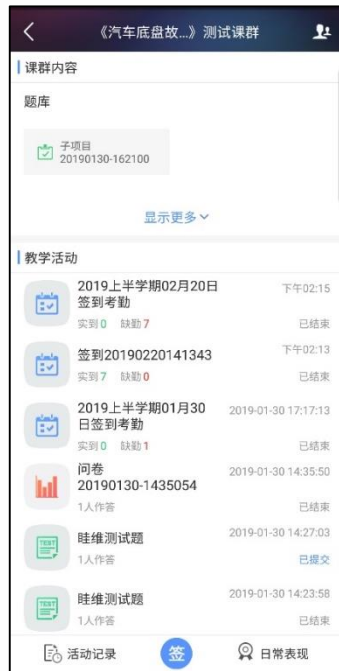 《汽车底盘故...》测试课群
课群内容
题库
子项目
20190130-162100
显示更多
教学活动
2019上半学期02月20日
签到考勤
下午02:15
实到0 缺勤7
已结束
签到20190220141343
下午02:13
实到7 缺勤0
已结束
2019上半学期01月30
日签到考勤
2019-01-30 17:17:13
实到0 缺勤1
已结束
问卷
20190130-1435054
2019-01-30 14:35:50
1人作答
已结束
TEST
眭维测试题
2019-01-30 14:27:03
1人作答
已提交
TEST
眭维测试题
2019-01-30 14:23:58
1人作答
已结束
活动记录
签
日常表现